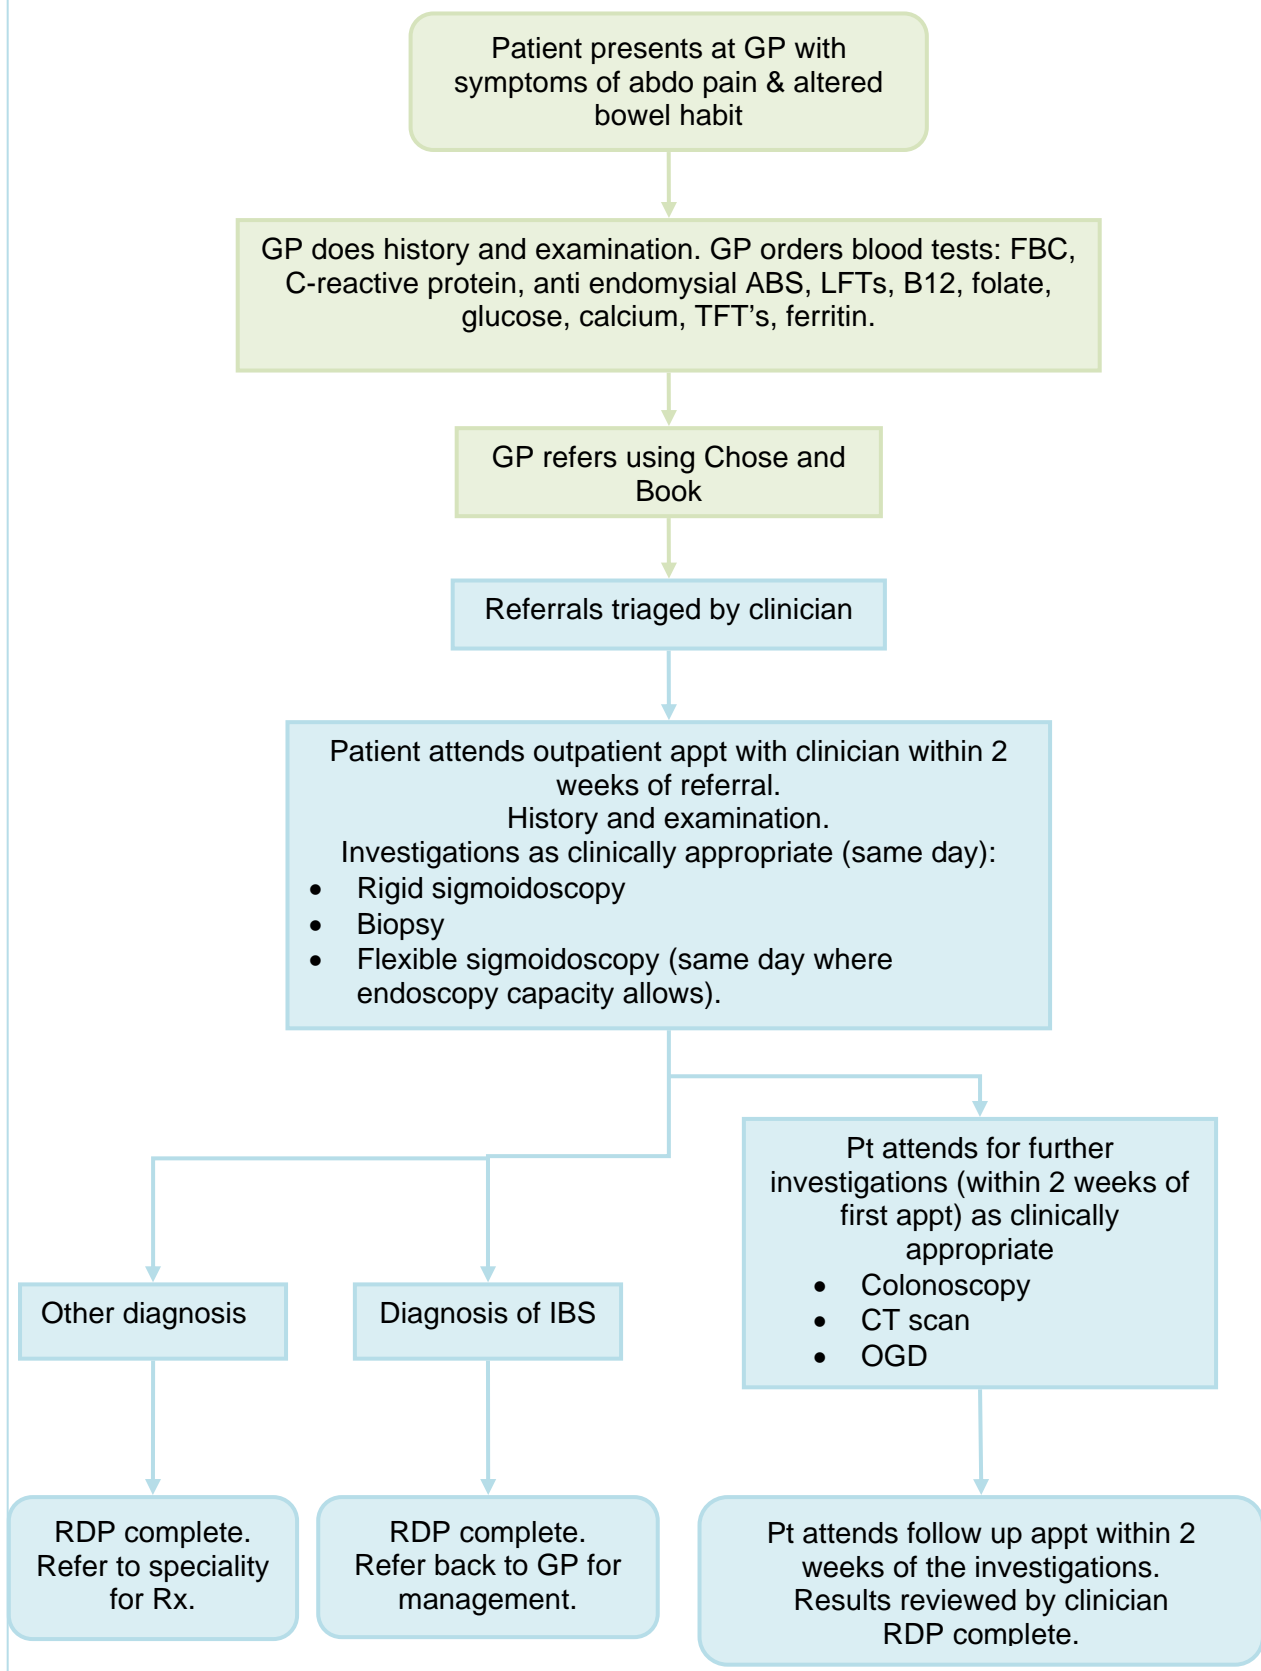 Patient presents at GP with
symptoms of abdo pain & altered
bowel habit
GP does history and examination. GP orders blood tests: FBC,
C-reactive protein, anti endomysial ABS, LFTs, B12, folate,
glucose, calcium, TFT’s, ferritin.
GP refers using Chose and
Book
Referrals triaged by clinician
Patient attends outpatient appt with clinician within 2
weeks of referral.
History and examination.
Investigations as clinically appropriate (same day):
• Rigid sigmoidoscopy
• Biopsy
• Flexible sigmoidoscopy (same day where
endoscopy capacity allows).
Pt attends for further
investigations (within 2 weeks of
first appt) as clinically
appropriate
• Colonoscopy
• CT scan
• OGD
Other diagnosis
Diagnosis of IBS
RDP complete.
Refer to speciality
for Rx.
RDP complete.
Refer back to GP for
management.
Pt attends follow up appt within 2
weeks of the investigations.
Results reviewed by clinician
RDP complete.